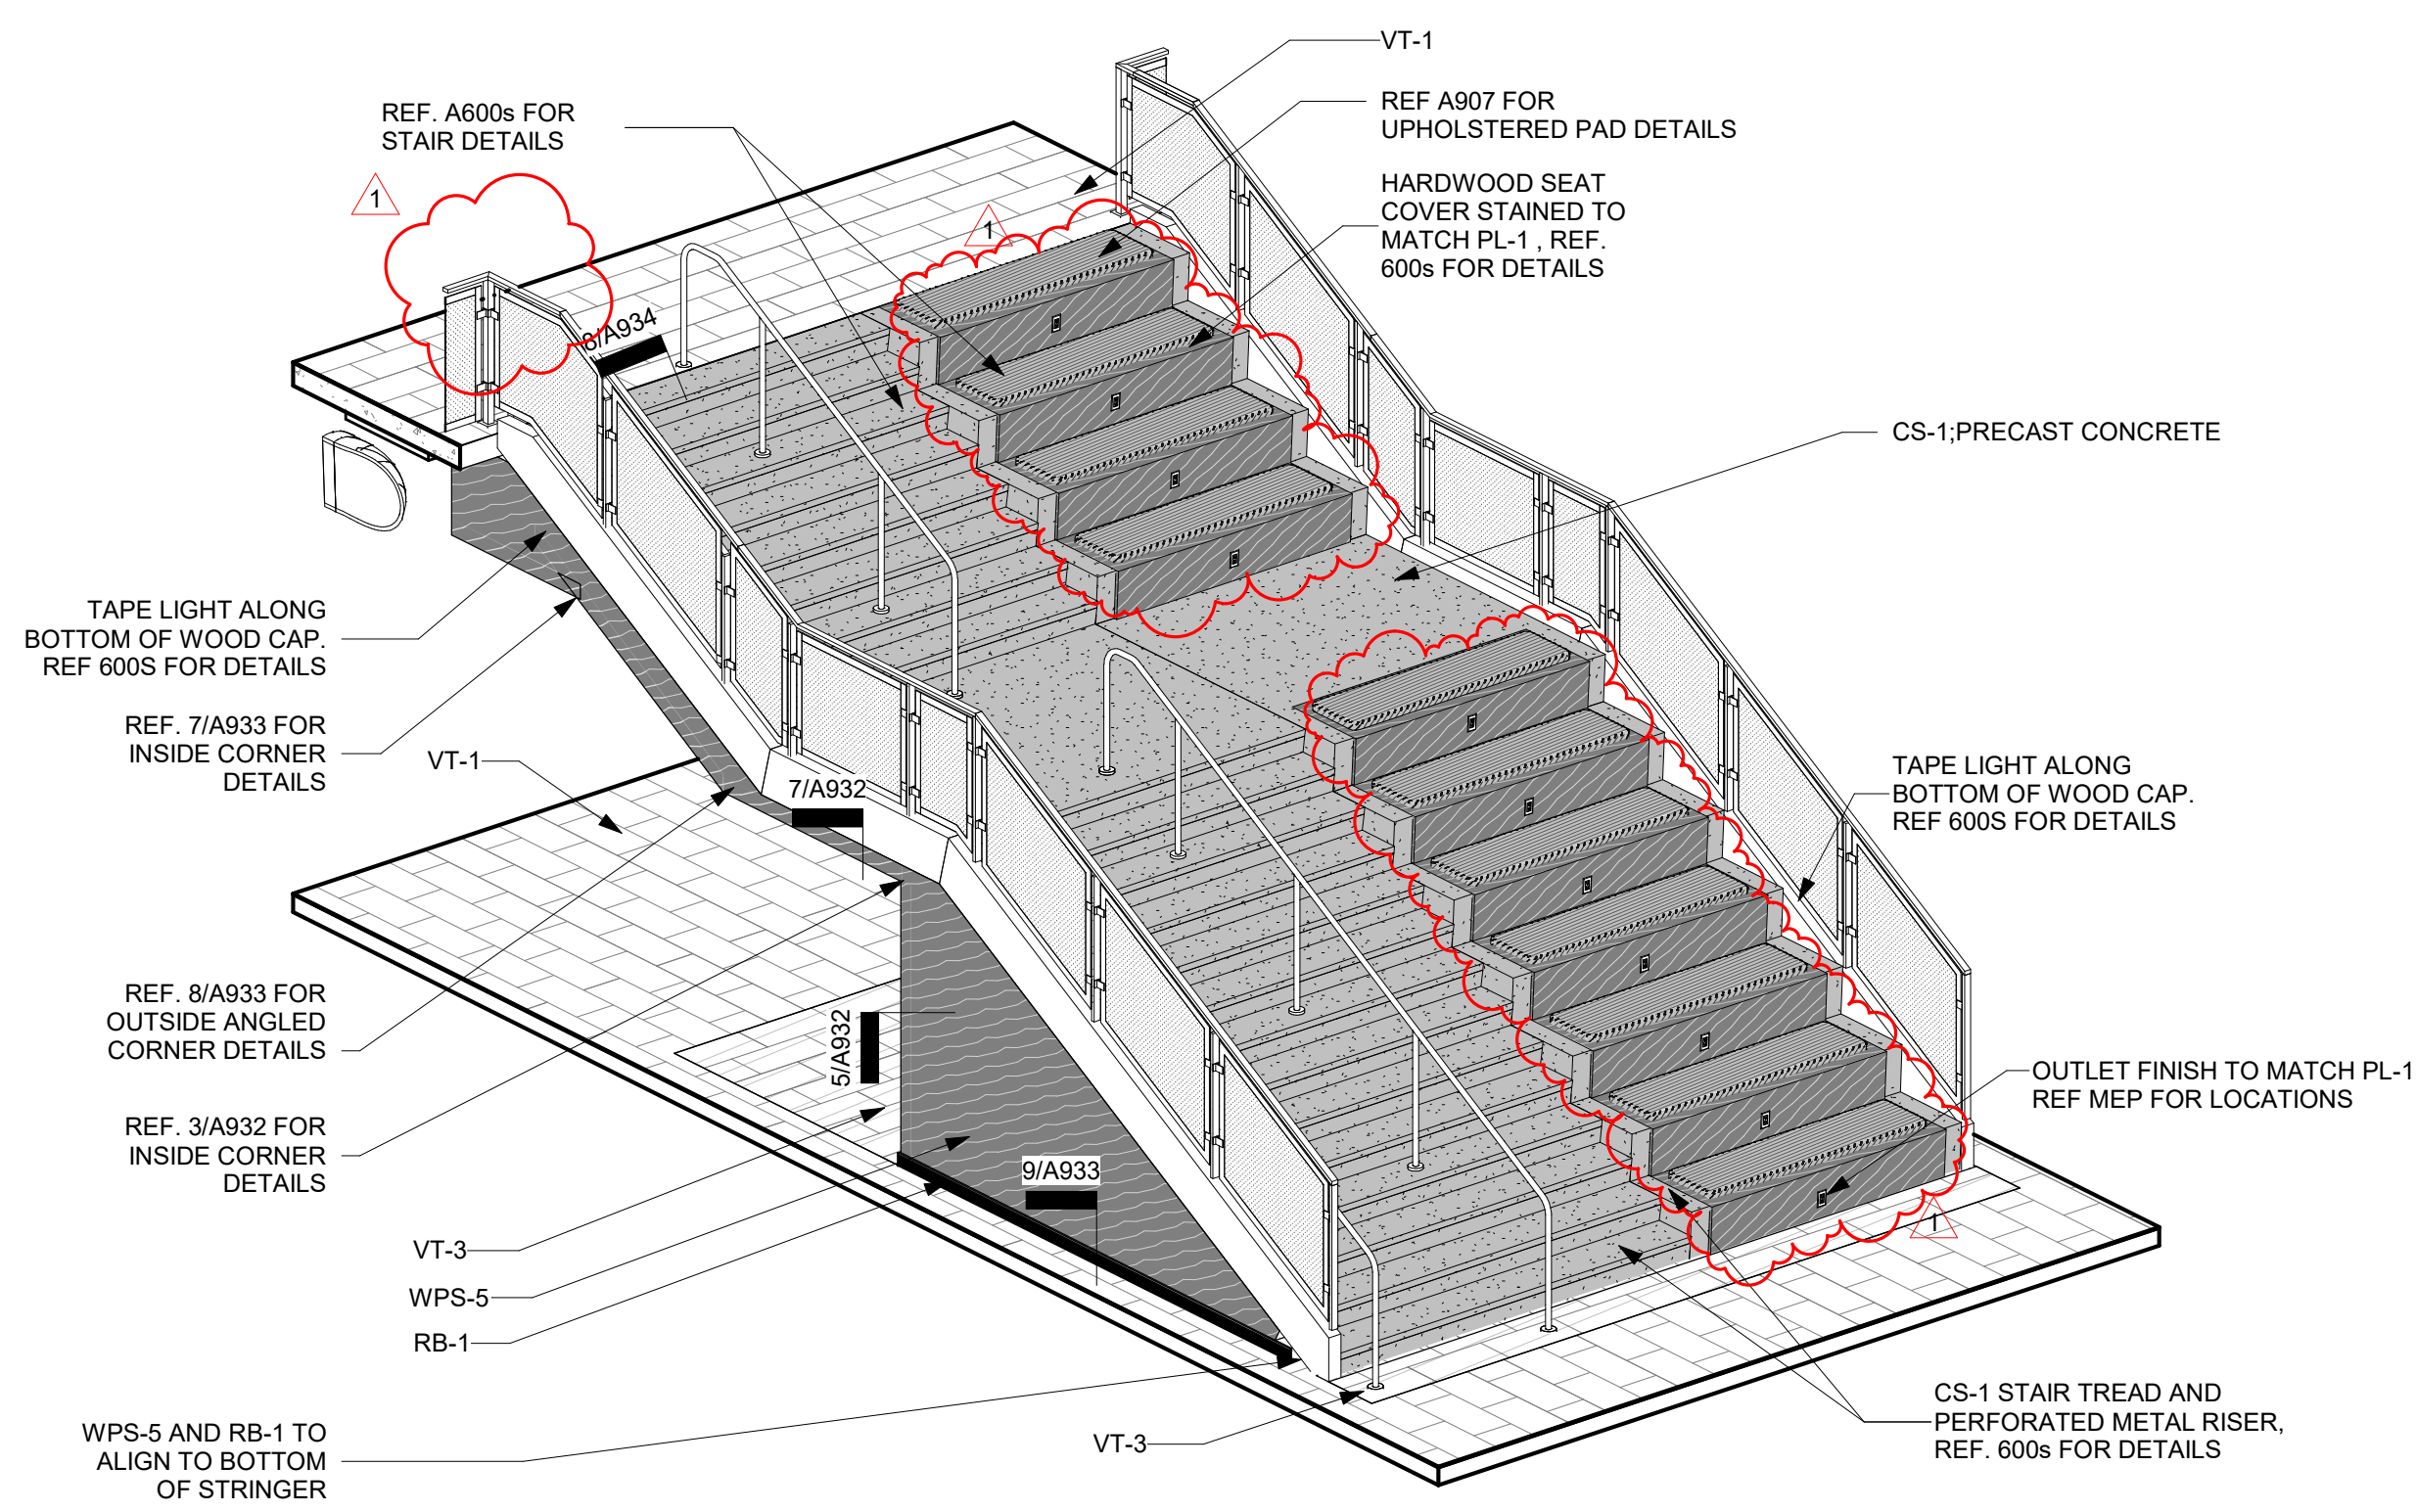 VT-1
REF. A600s FOR
STAIR DETAILS
REF A907 FOR
UPHOLSTERED PAD DETAILS
HARDWOOD SEAT
COVER STAINED TO
MATCH PL-1 , REF.
600s FOR DETAILS
1
1
8/A934
CS-1;PRECAST CONCRETE
TAPE LIGHT ALONG
BOTTOM OF WOOD CAP.
REF 600S FOR DETAILS
REF. 7/A933 FOR
INSIDE CORNER
DETAILS
VT-1
7/A932
TAPE LIGHT ALONG
BOTTOM OF WOOD CAP.
REF 600S FOR DETAILS
REF. 8/A933 FOR
OUTSIDE ANGLED
CORNER DETAILS
5/A932
OUTLET FINISH TO MATCH PL-1
REF MEP FOR LOCATIONS
REF. 3/A932 FOR
INSIDE CORNER
DETAILS
9/A933
1
VT-3
WPS-5
RB-1
WPS-5 AND RB-1 TO
ALIGN TO BOTTOM
OF STRINGER
VT-3
CS-1 STAIR TREAD AND
PERFORATED METAL RISER,
REF. 600s FOR DETAILS